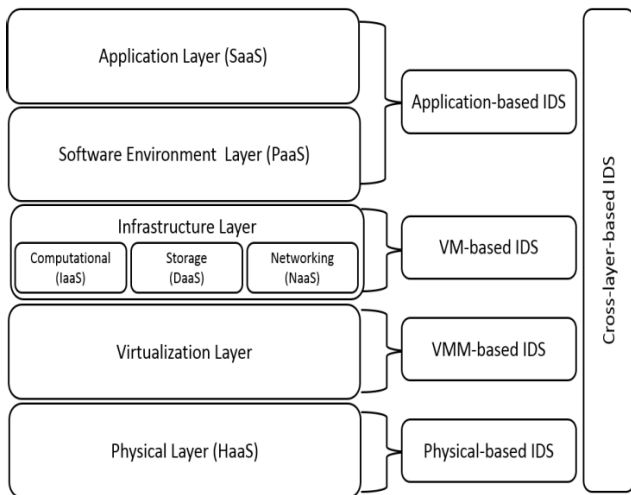 Application Layer (SaaS)
Application-based IDS
Software Environment Layer (PaaS)
Infrastructure Layer
Computational
(IaaS)
Storage
(DaaS)
Networking
(NaaS)
VM-based IDS
Virtualization Layer
VMM-based IDS
Physical Layer (HaaS)
Physical-based IDS
Cross-layer-based IDS